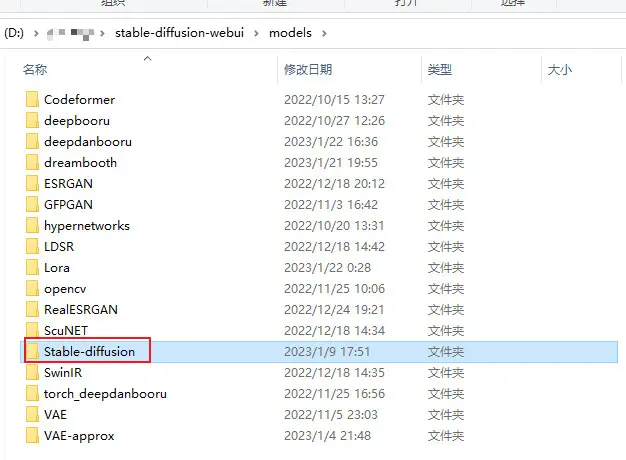 组织 新建 打开 选择
(D:) › › stable-diffusion-webui › models ›
名称 修改日期 类型 大小
Codeformer 2022/10/15 13:27 文件夹
deepbooru 2022/10/27 12:26 文件夹
deepdanbooru 2023/1/22 16:36 文件夹
dreambooth 2023/1/21 19:55 文件夹
ESRGAN 2022/12/18 20:12 文件夹
GFPGAN 2022/11/3 16:42 文件夹
hypernetworks 2022/10/20 13:31 文件夹
LDSR 2022/12/18 14:42 文件夹
Lora 2023/1/22 0:28 文件夹
opencv 2022/11/25 10:06 文件夹
RealESRGAN 2022/12/24 19:21 文件夹
ScuNET 2022/12/18 14:34 文件夹
Stable-diffusion 2023/1/9 17:51 文件夹
SwinIR 2022/12/18 14:35 文件夹
torch_deepdanbooru 2022/11/25 16:56 文件夹
VAE 2022/11/5 23:03 文件夹
VAE-approx 2023/1/4 21:48 文件夹